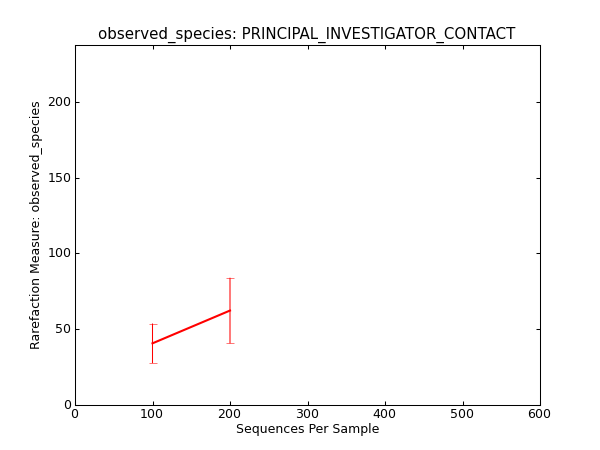 observed_species: PRINCIPAL_INVESTIGATOR_CONTACT
Rarefaction Measure: observed_species
200
150
100
50
0
0 100 200 300 400 500 600
Sequences Per Sample